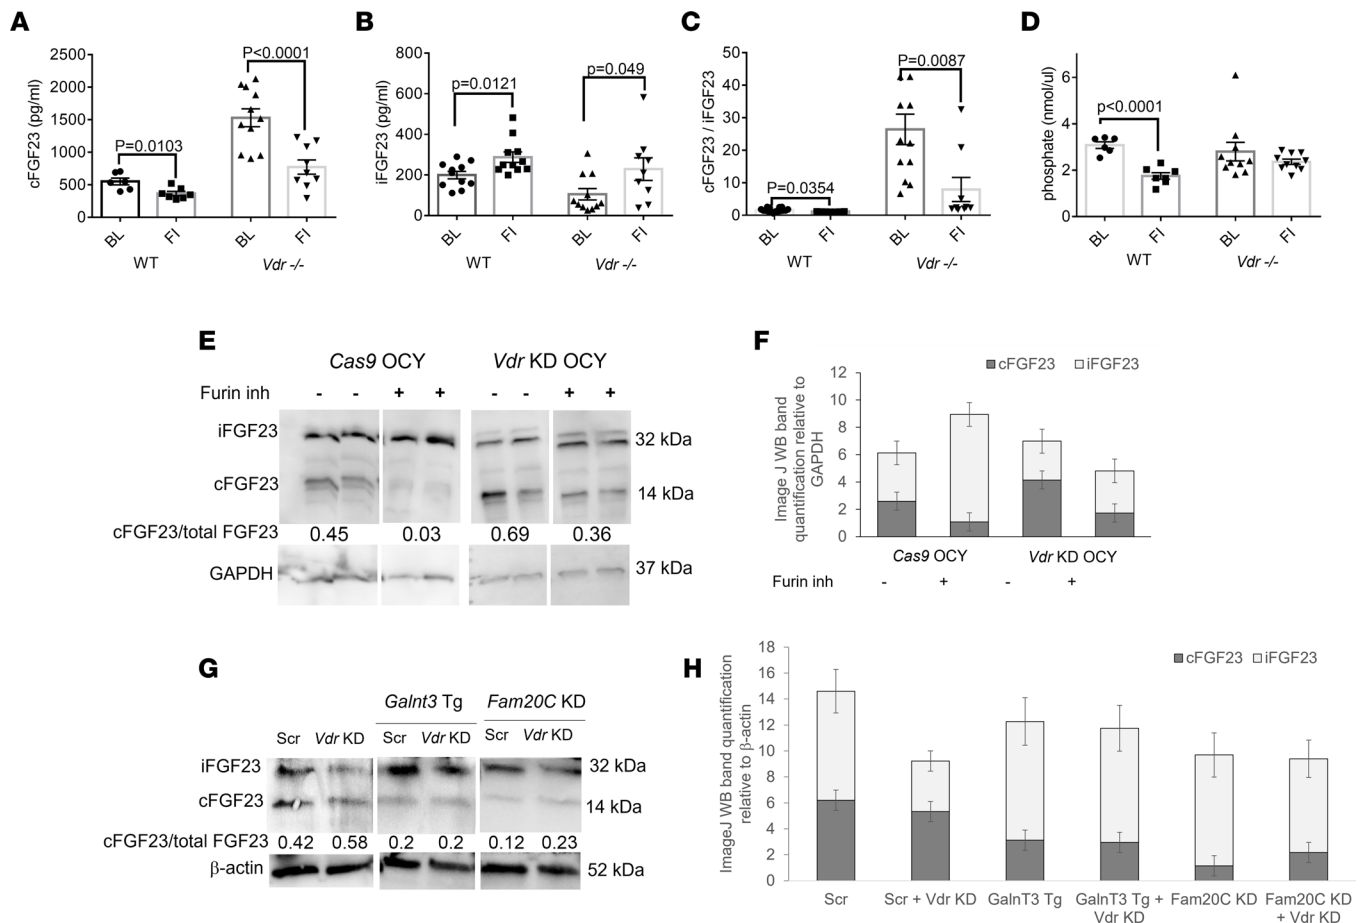 A
cFGF23 (pg/ml)
2500
2000
1500
1000
500
0
P=0.0103
P<0.0001
BL
FI
BL
FI
WT
Vdr -/-
B
iFGF23 (pg/ml)
800
600
400
200
0
p=0.0121
p=0.049
BL
FI
BL
FI
WT
Vdr -/-
C
cFGF23 / iFGF23
50
40
30
20
10
0
P=0.0354
P=0.0087
BL
FI
BL
FI
WT
Vdr -/-
D
phosphate (nmol/ul)
6
4
2
0
p<0.0001
BL
FI
BL
FI
WT
Vdr -/-
E
Cas9 OCY
Vdr KD OCY
Furin inh - - + + - - + +
iFGF23
32 kDa
cFGF23
14 kDa
cFGF23/total FGF23 0.45 0.03 0.69 0.36
GAPDH
37 kDa
F
cFGF23 iFGF23
Image J WB band
quantification relative to
GAPDH
12
10
8
6
4
2
0
Cas9 OCY
Vdr KD OCY
Furin inh - + - +
G
Galnt3 Tg
Fam20C KD
Scr Vdr KD Scr Vdr KD Scr Vdr KD
iFGF23
32 kDa
cFGF23
14 kDa
cFGF23/total FGF23
0.42 0.58 0.2 0.2 0.12 0.23
β-actin
52 kDa
H
cFGF23 iFGF23
ImageJ WB band quantification
relative to β-actin
18
16
14
12
10
8
6
4
2
0
Scr
Scr + Vdr KD
GalnT3 Tg
GalnT3 Tg +
Vdr KD
Fam20C KD
Fam20C KD
+ Vdr KD